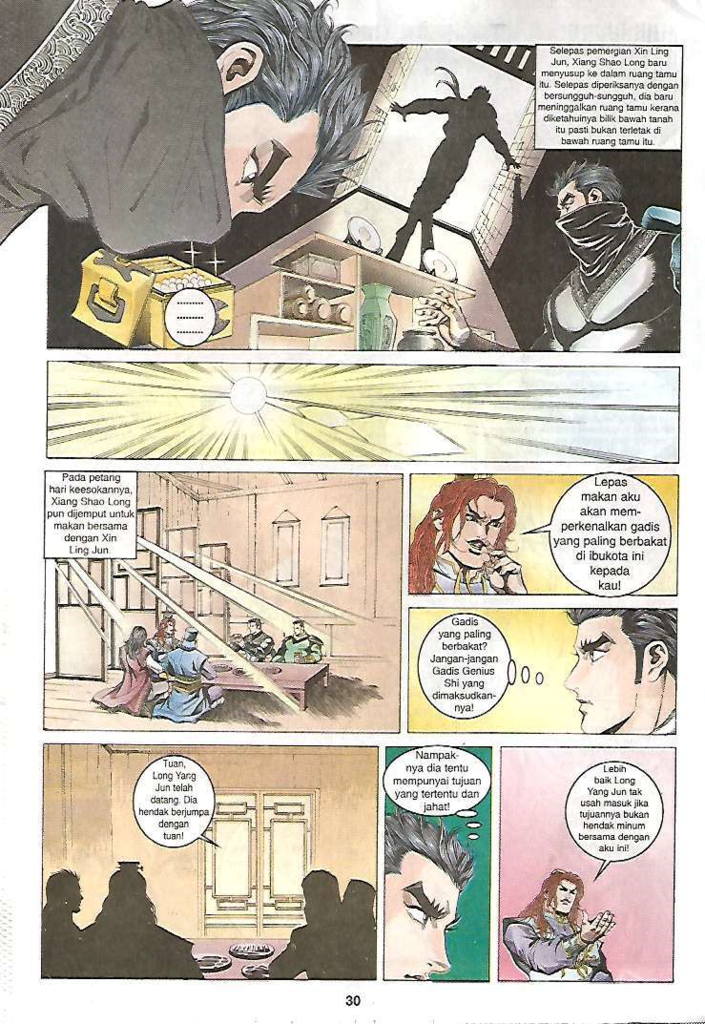 Selepas pemergian Xin Ling
Jun, Xiang Shao Long baru
menyusup ke dalam ruang tamu
itu. Selepas diperiksanya dengan
bersungguh-sungguh, dia baru
meninggalkan ruang tamu kerana
diketahuinya bilik bawah tanah
itu pasti bukan terletak di
bawah ruang tamu itu.
Pada petang
hari keesokannya,
Xiang Shao Long
pun dijemput untuk
makan bersama
dengan Xin
Ling Jun.
Lepas
makan aku
akan mem-
perkenalkan gadis
yang paling berbakat
di ibukota ini
kepada
kau!
Gadis
yang paling
berbakat?
Jangan-jangan
Gadis Genius
Shi yang
dimaksudkan-
nya!
Tuan,
Long Yang
Jun telah
datang. Dia
hendak berjumpa
dengan
tuan!
Nampak-
nya dia tentu
mempunyai tujuan
yang tertentu dan
jahat!
Lebih
baik Long
Yang Jun tak
usah masuk jika
tujuannya bukan
hendak minum
bersama dengan
aku ini!
30